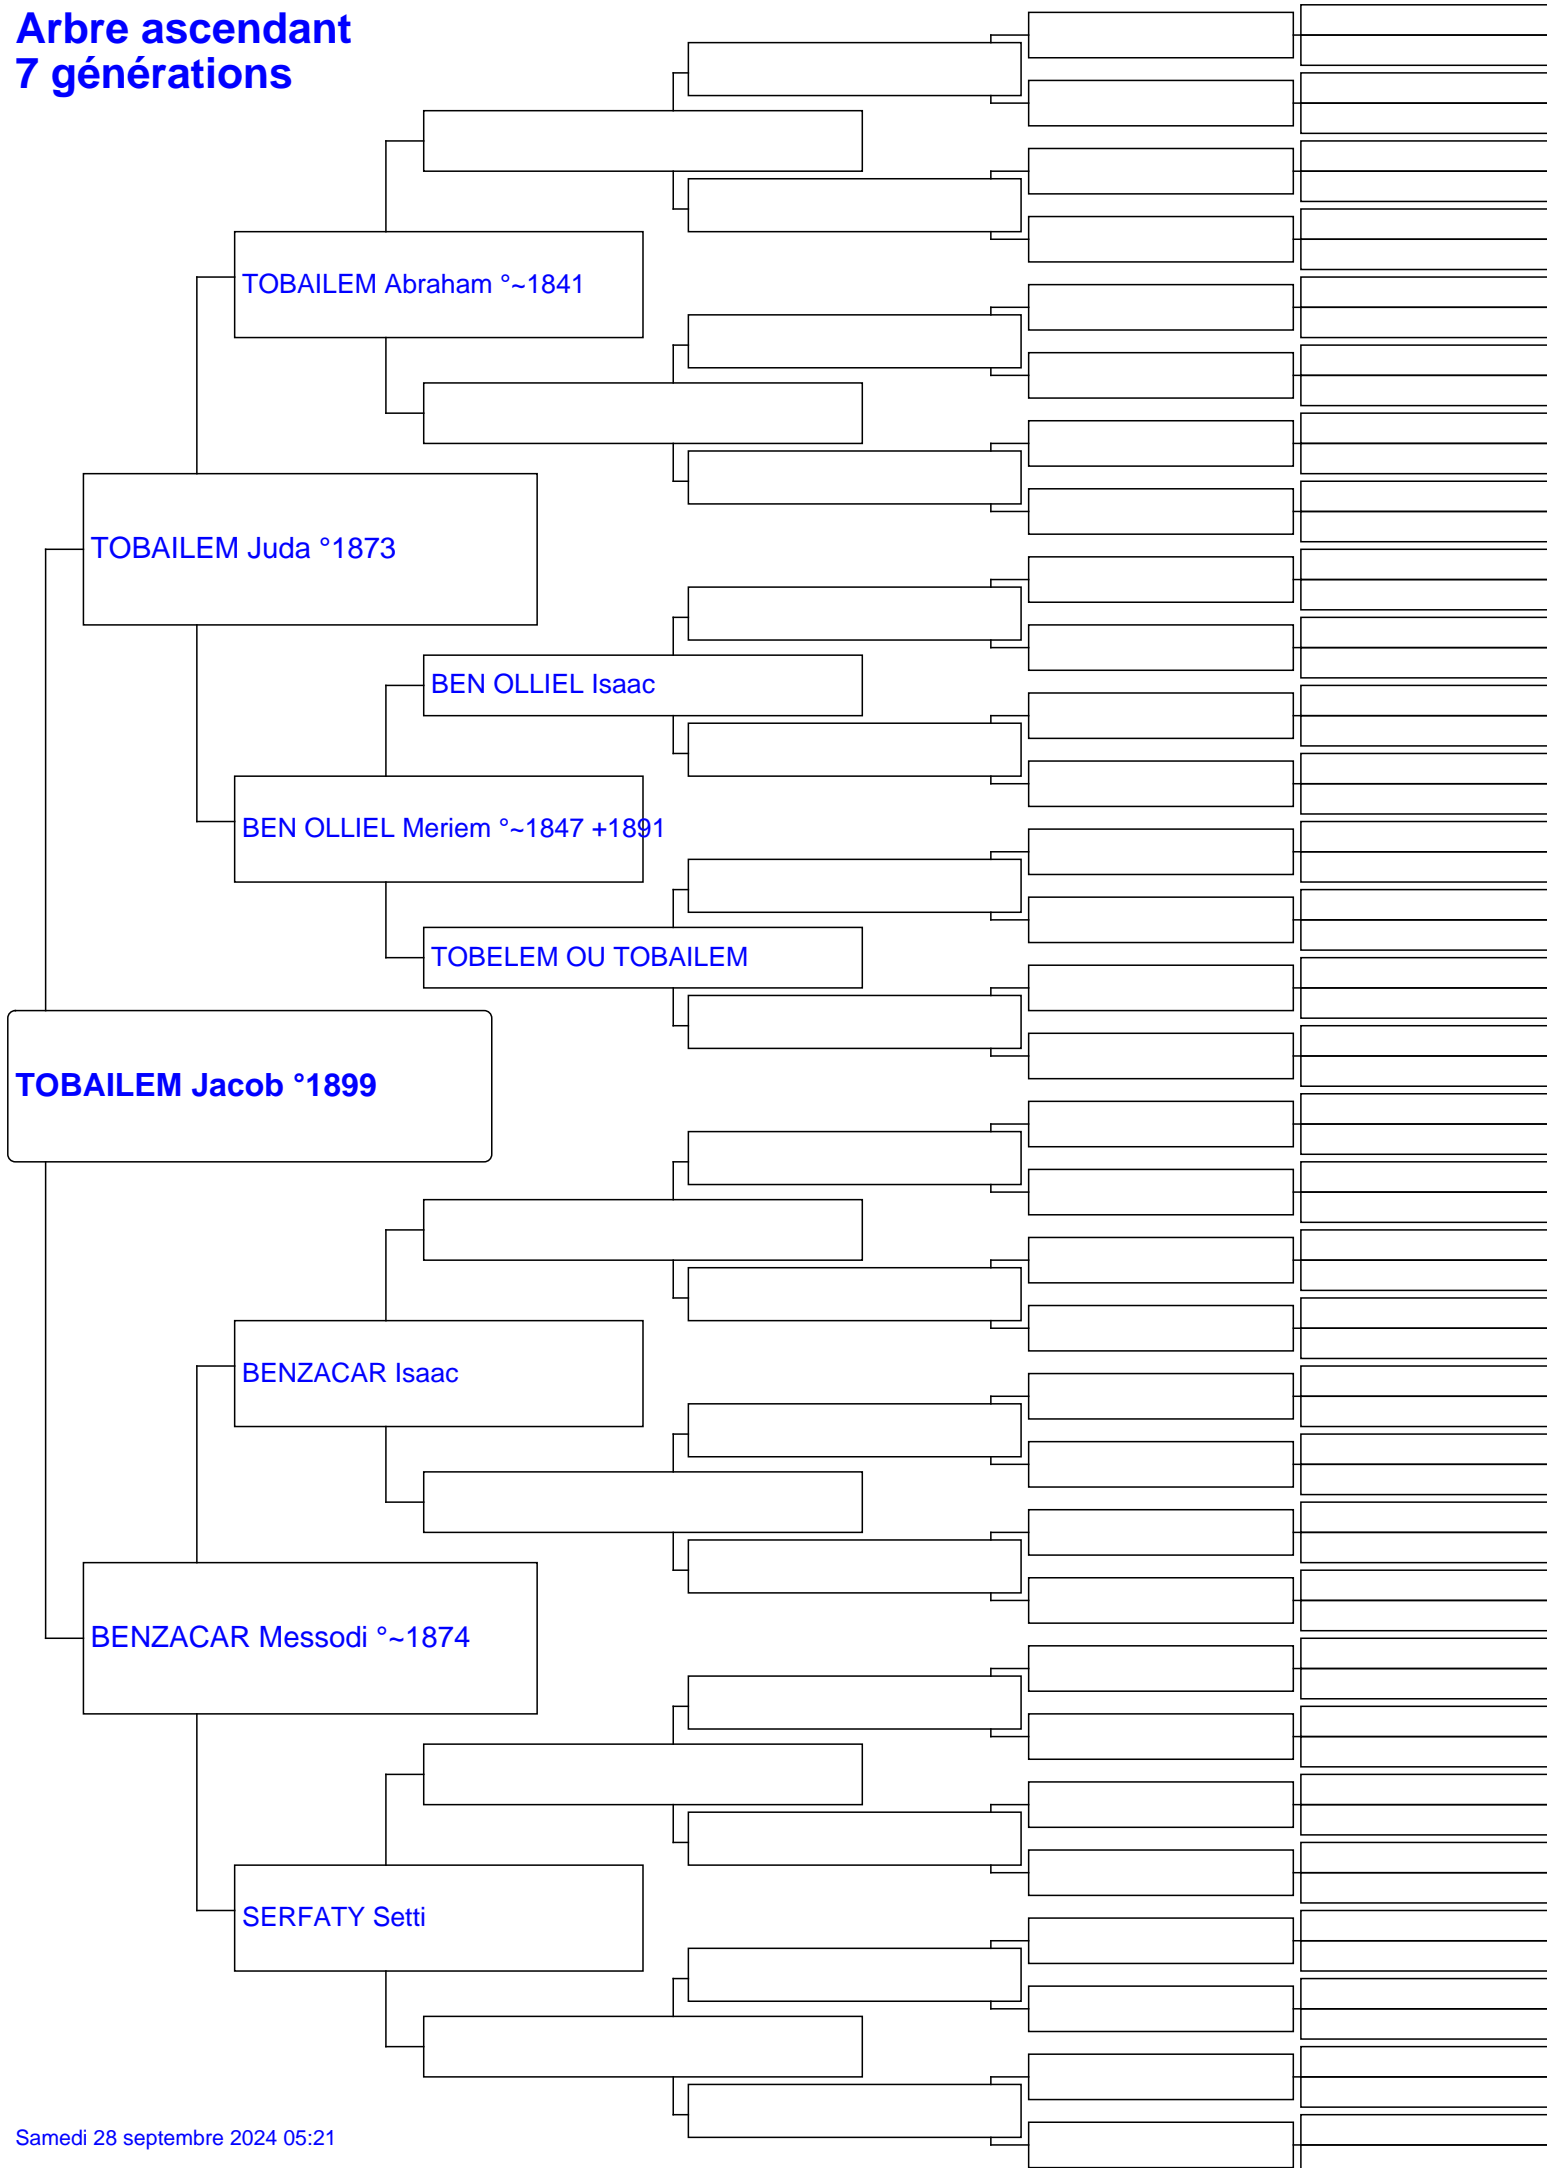 Arbre ascendant
7 générations
TOBAILEM Abraham °~1841
TOBAILEM Juda °1873
BEN OLLIEL Isaac
BEN OLLIEL Meriem °~1847 +1891
TOBELEM OU TOBAILEM
TOBAILEM Jacob °1899
BENZACAR Isaac
BENZACAR Messodi °~1874
SERFATY Setti
Samedi 28 septembre 2024 05:21